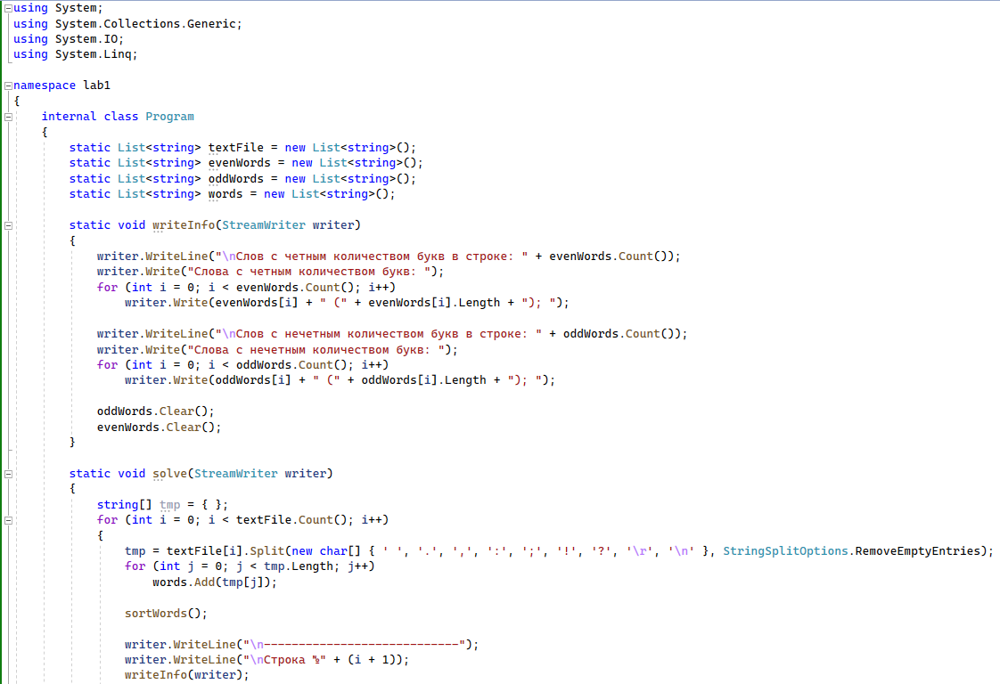 using System;
using System.Collections.Generic;
using System.IO;
using System.Linq;

namespace lab1
{
    internal class Program
    {
        static List<string> textFile = new List<string>();
        static List<string> evenWords = new List<string>();
        static List<string> oddWords = new List<string>();
        static List<string> words = new List<string>();

        static void writeInfo(StreamWriter writer)
        {
            writer.WriteLine("\nСлов с четным количеством букв в строке: " + evenWords.Count());
            writer.Write("Слова с четным количеством букв: ");
            for (int i = 0; i < evenWords.Count(); i++)
                writer.Write(evenWords[i] + " (" + evenWords[i].Length + "); ");

            writer.WriteLine("\nСлов с нечетным количеством букв в строке: " + oddWords.Count());
            writer.Write("Слова с нечетным количеством букв: ");
            for (int i = 0; i < oddWords.Count(); i++)
                writer.Write(oddWords[i] + " (" + oddWords[i].Length + "); ");

            oddWords.Clear();
            evenWords.Clear();
        }

        static void solve(StreamWriter writer)
        {
            string[] tmp = { };
            for (int i = 0; i < textFile.Count(); i++)
            {
                tmp = textFile[i].Split(new char[] { ' ', '.', ',', ':', ';', '!', '?', '\r', '\n' }, StringSplitOptions.RemoveEmptyEntries);
                for (int j = 0; j < tmp.Length; j++)
                    words.Add(tmp[j]);

                sortWords();

                writer.WriteLine("\n----------------------------");
                writer.WriteLine("\nСтрока №" + (i + 1));
                writeInfo(writer);